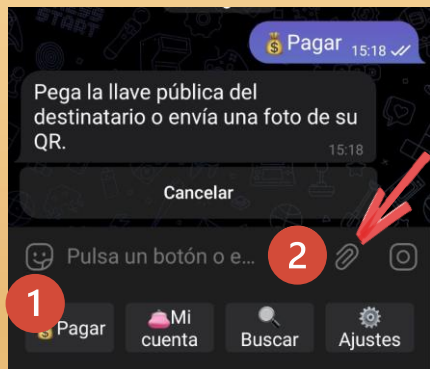 💰 Pagar 15:18
Pega la llave pública del
destinatario o envía una foto de su
QR.
15:18
Cancelar
Pulsa un botón o e... 2
1
💰Pagar
👛Mi
cuenta
🔍
Buscar
⚙️
Ajustes